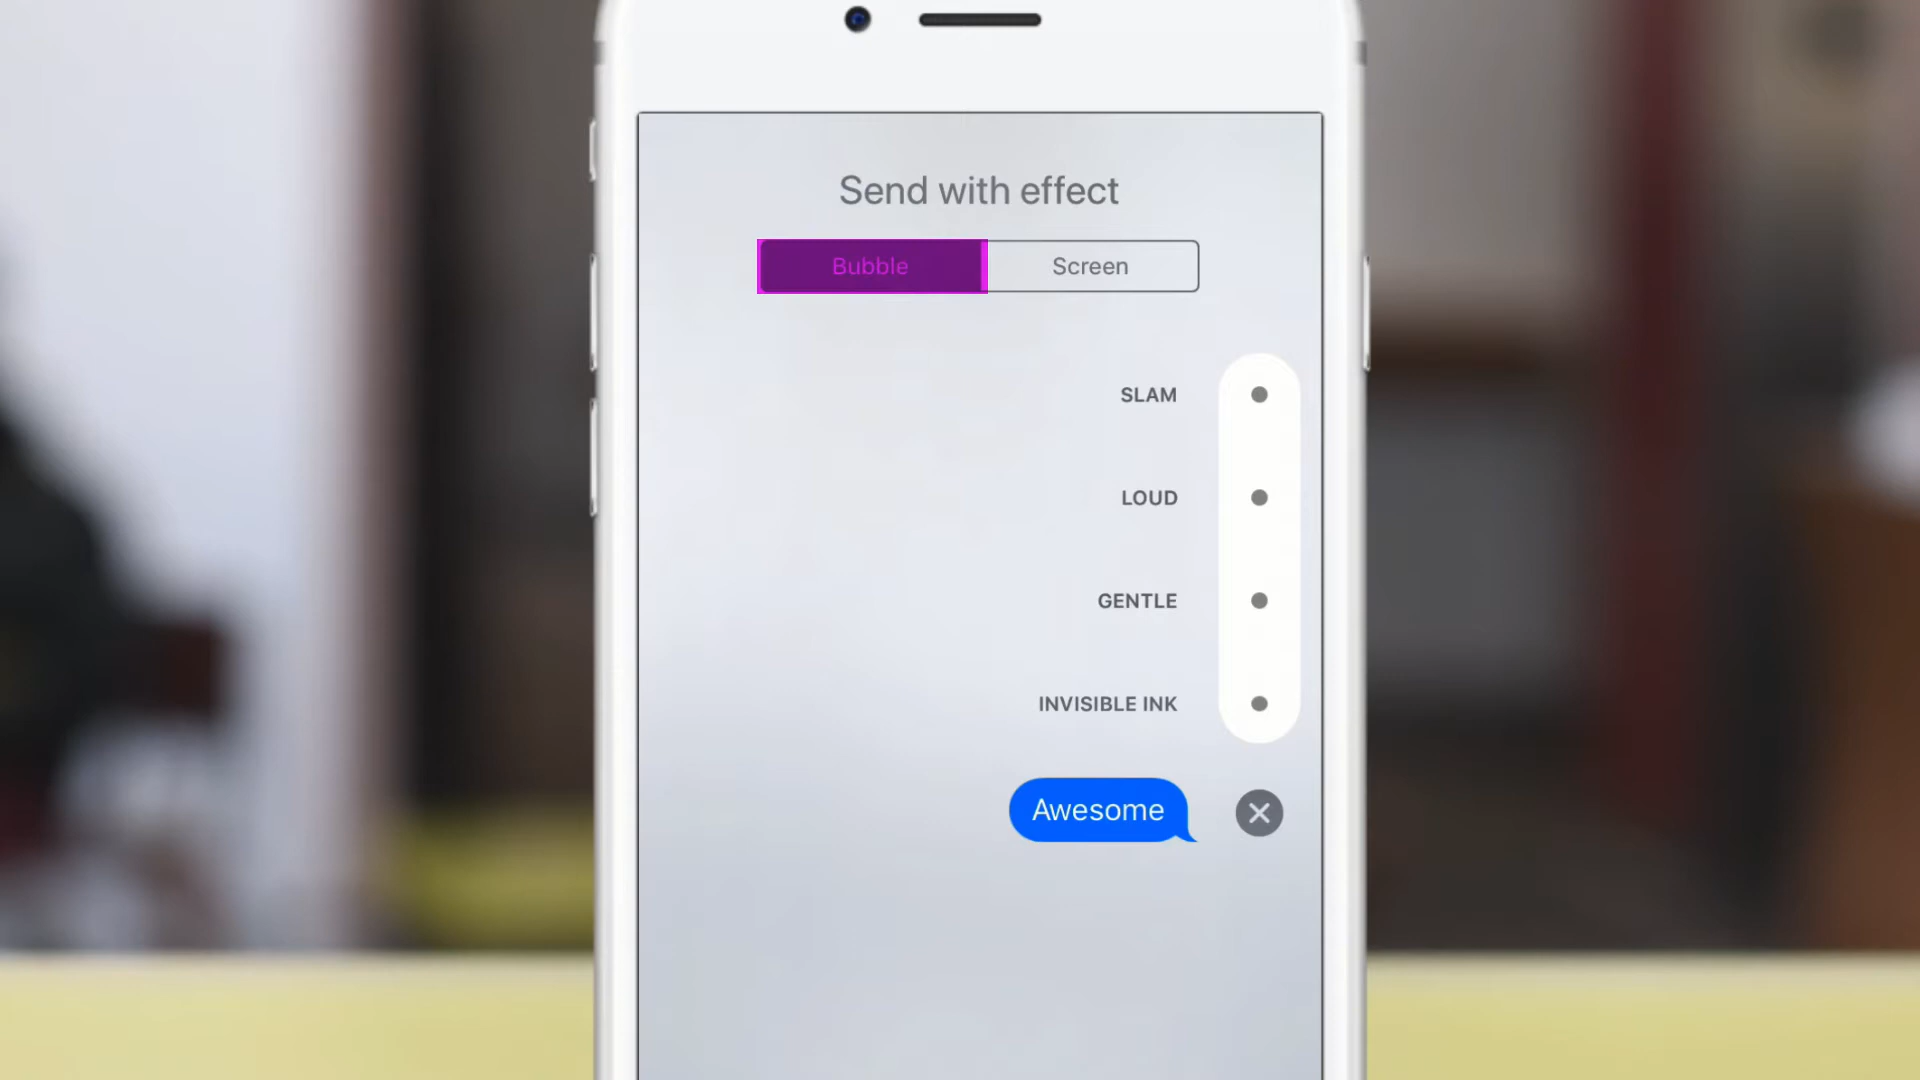 Send with effect
Bubble
Screen
SLAM
LOUD
GENTLE
INVISIBLE INK
Awesome